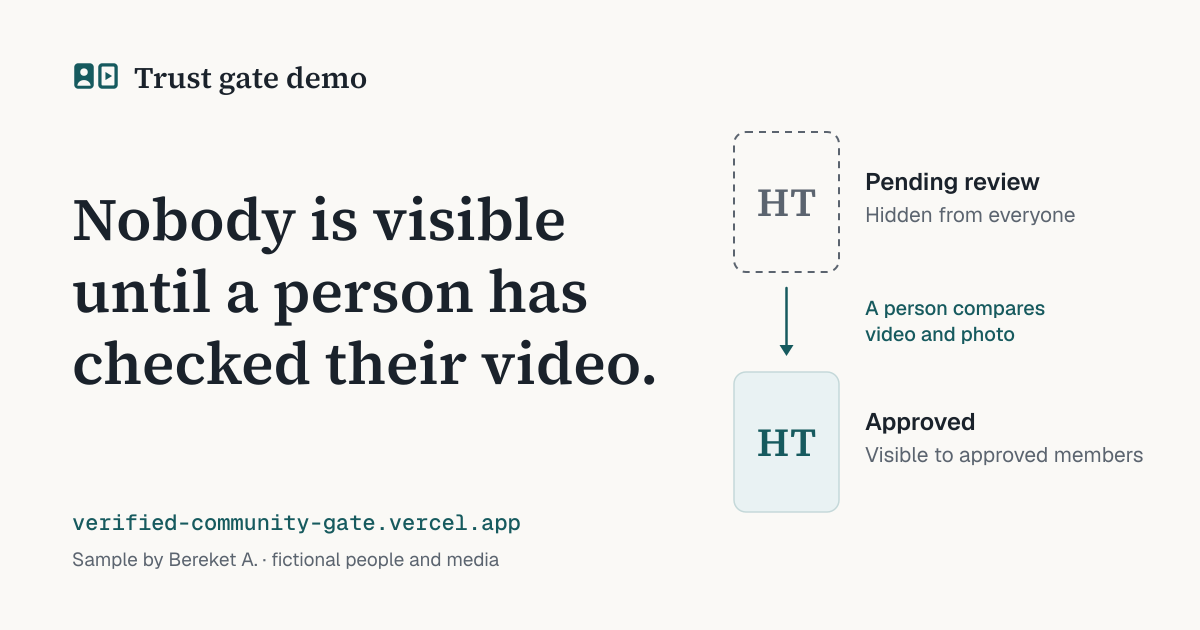 Trust gate demo
Nobody is visible
until a person has
checked their video.
verified-community-gate.vercel.app
Sample by Bereket A. · fictional people and media
HT
Pending review
Hidden from everyone
A person compares
video and photo
HT
Approved
Visible to approved members